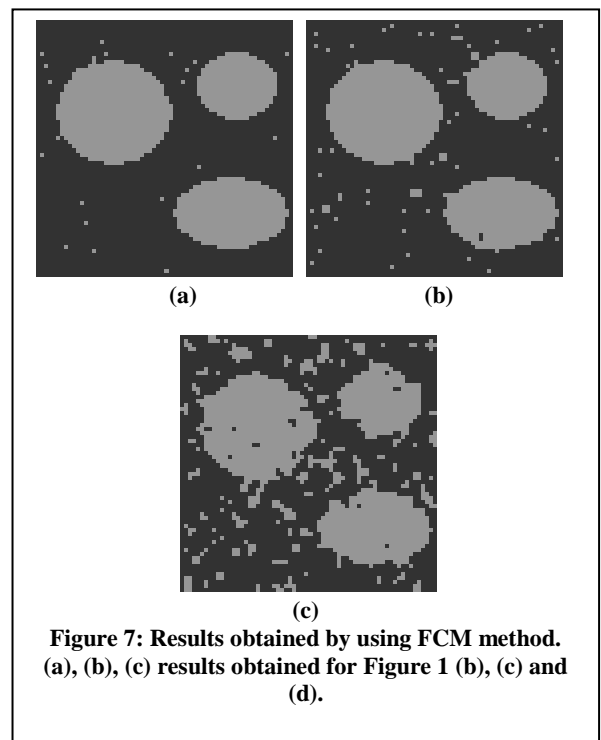 (a)
(b)
(c)
Figure 7: Results obtained by using FCM method.
(a), (b), (c) results obtained for Figure 1 (b), (c) and
(d).